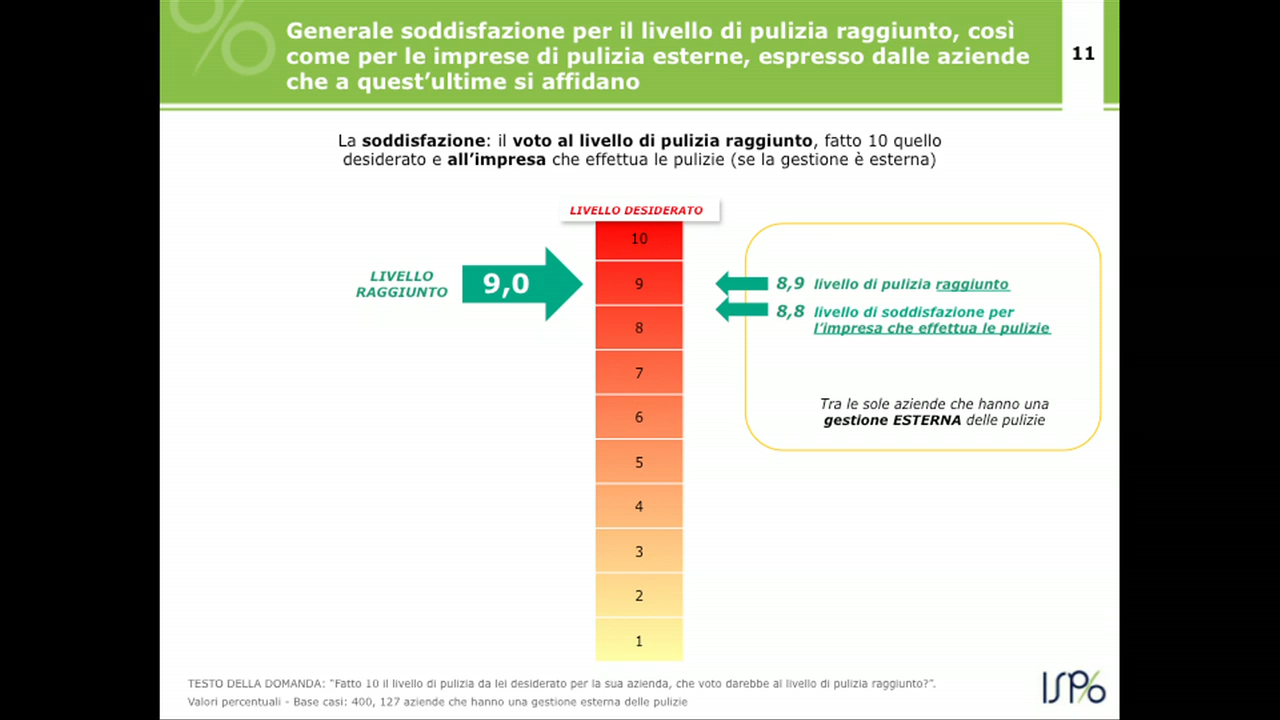 Generale soddisfazione per il livello di pulizia raggiunto, così
come per le imprese di pulizia esterne, espresso dalle aziende
che a quest’ultime si affidano
11
La soddisfazione: il voto al livello di pulizia raggiunto, fatto 10 quello
desiderato e all’impresa che effettua le pulizie (se la gestione è esterna)
LIVELLO DESIDERATO
10
9
8
7
6
5
4
3
2
1
LIVELLO
RAGGIUNTO
9,0
8,9 livello di pulizia raggiunto
8,8 livello di soddisfazione per
l’impresa che effettua le pulizie
Tra le sole aziende che hanno una
gestione ESTERNA delle pulizie
TESTO DELLA DOMANDA: “Fatto 10 il livello di pulizia da lei desiderato per la sua azienda, che voto darebbe al livello di pulizia raggiunto?”.
Valori percentuali - Base casi: 400, 127 aziende che hanno una gestione esterna delle pulizie
ISPO